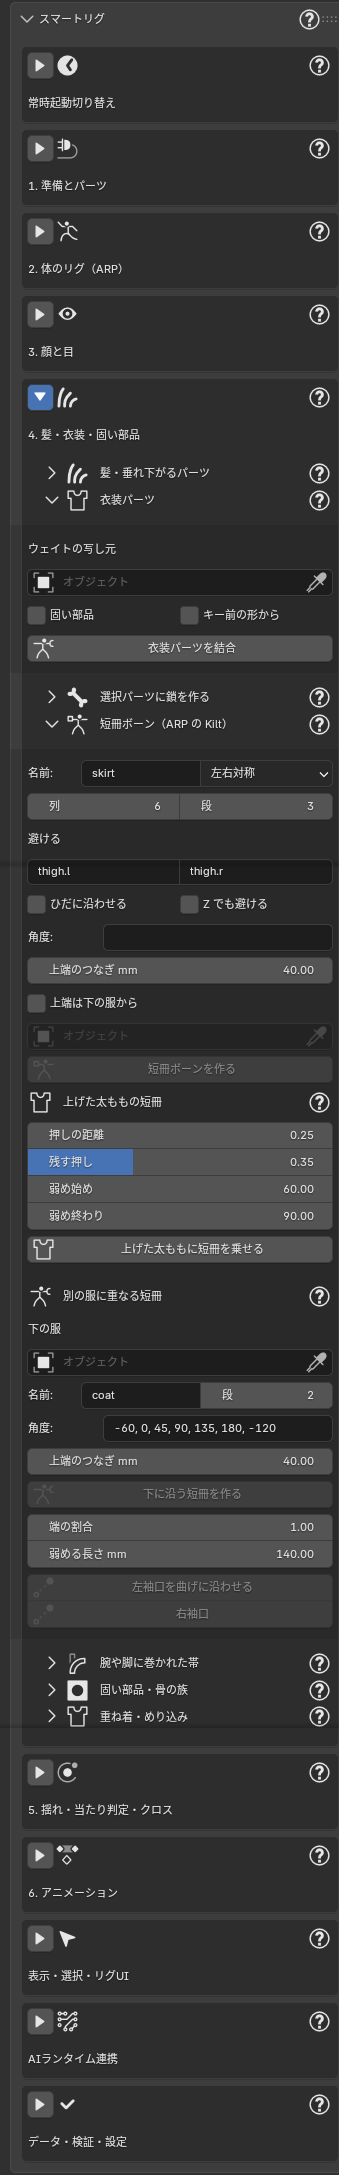 スマートリグ
常時起動切り替え
1. 準備とパーツ
2. 体のリグ（ARP）
3. 顔と目
4. 髪・衣装・固い部品
髪・垂れ下がるパーツ
衣装パーツ
ウェイトの写し元
オブジェクト
固い部品 キー前の形から
衣装パーツを結合
選択パーツに鎖を作る
短冊ボーン（ARP の Kilt）
名前: skirt 左右対称
列 6 段 3
避ける
thigh.l thigh.r
ひだに沿わせる Z でも避ける
角度:
上端のつなぎ mm 40.00
上端は下の服から
オブジェクト
短冊ボーンを作る
上げた太ももの短冊
押しの距離 0.25
残す押し 0.35
弱め始め 60.00
弱め終わり 90.00
上げた太ももに短冊を乗せる
別の服に重なる短冊
下の服
オブジェクト
名前: coat 段 2
角度: -60, 0, 45, 90, 135, 180, -120
上端のつなぎ mm 40.00
下に沿う短冊を作る
端の割合 1.00
弱める長さ mm 140.00
左袖口を曲げに沿わせる
右袖口
腕や脚に巻かれた帯
固い部品・骨の族
重ね着・めり込み
5. 揺れ・当たり判定・クロス
6. アニメーション
表示・選択・リグUI
AIランタイム連携
データ・検証・設定